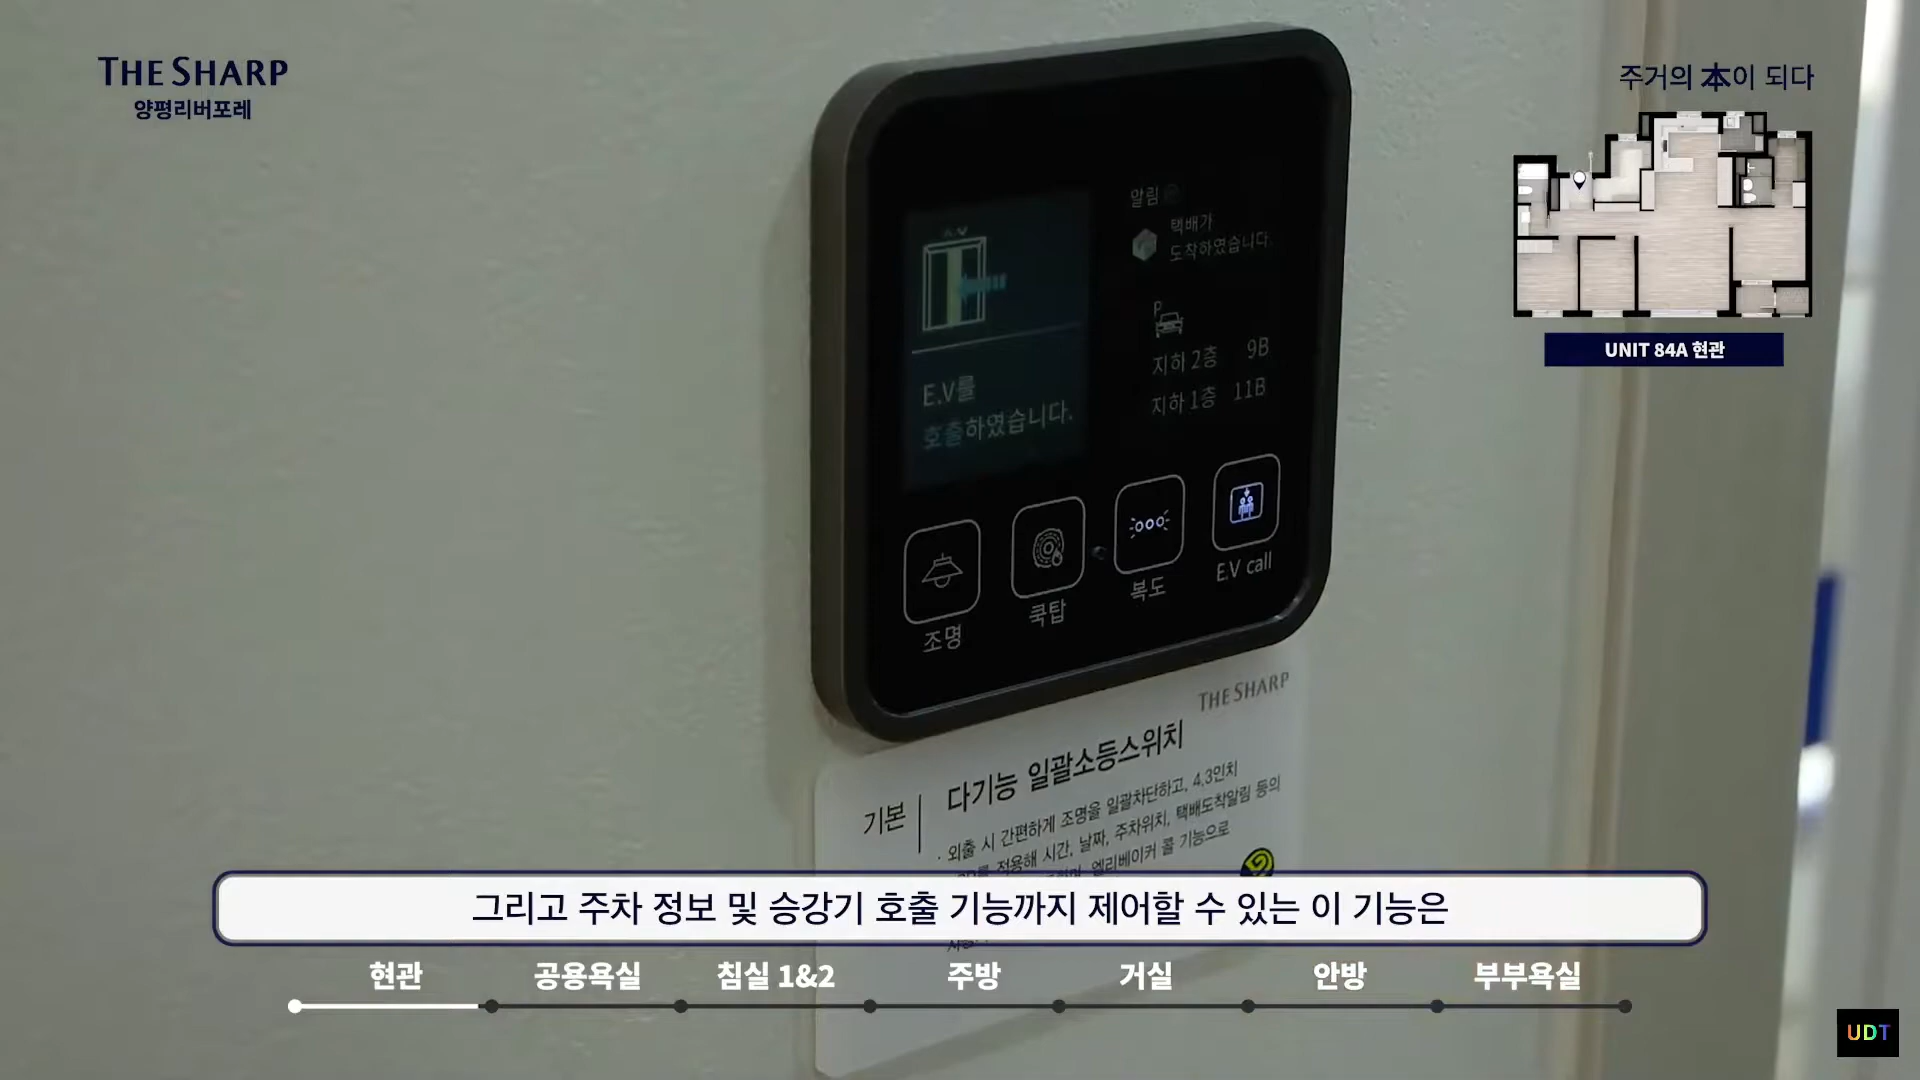 THE SHARP
양평리버포레
주거의 本이 되다
UNIT 84A 현관
알림
택배가
도착하였습니다.
P
지하 2층 9B
지하 1층 11B
E.V를
호출하였습니다.
조명
쿡탑
복도
E.V call
THE SHARP
기본
다기능 일괄소등스위치
· 외출 시 간편하게 조명을 일괄차단하고, 4.3인치
적용해 시간, 날짜, 주차위치, 택배도착알림 등의
엘리베이커 콜 기능으로
그리고 주차 정보 및 승강기 호출 기능까지 제어할 수 있는 이 기능은
현관
공용욕실
침실 1&2
주방
거실
안방
부부욕실
UDT